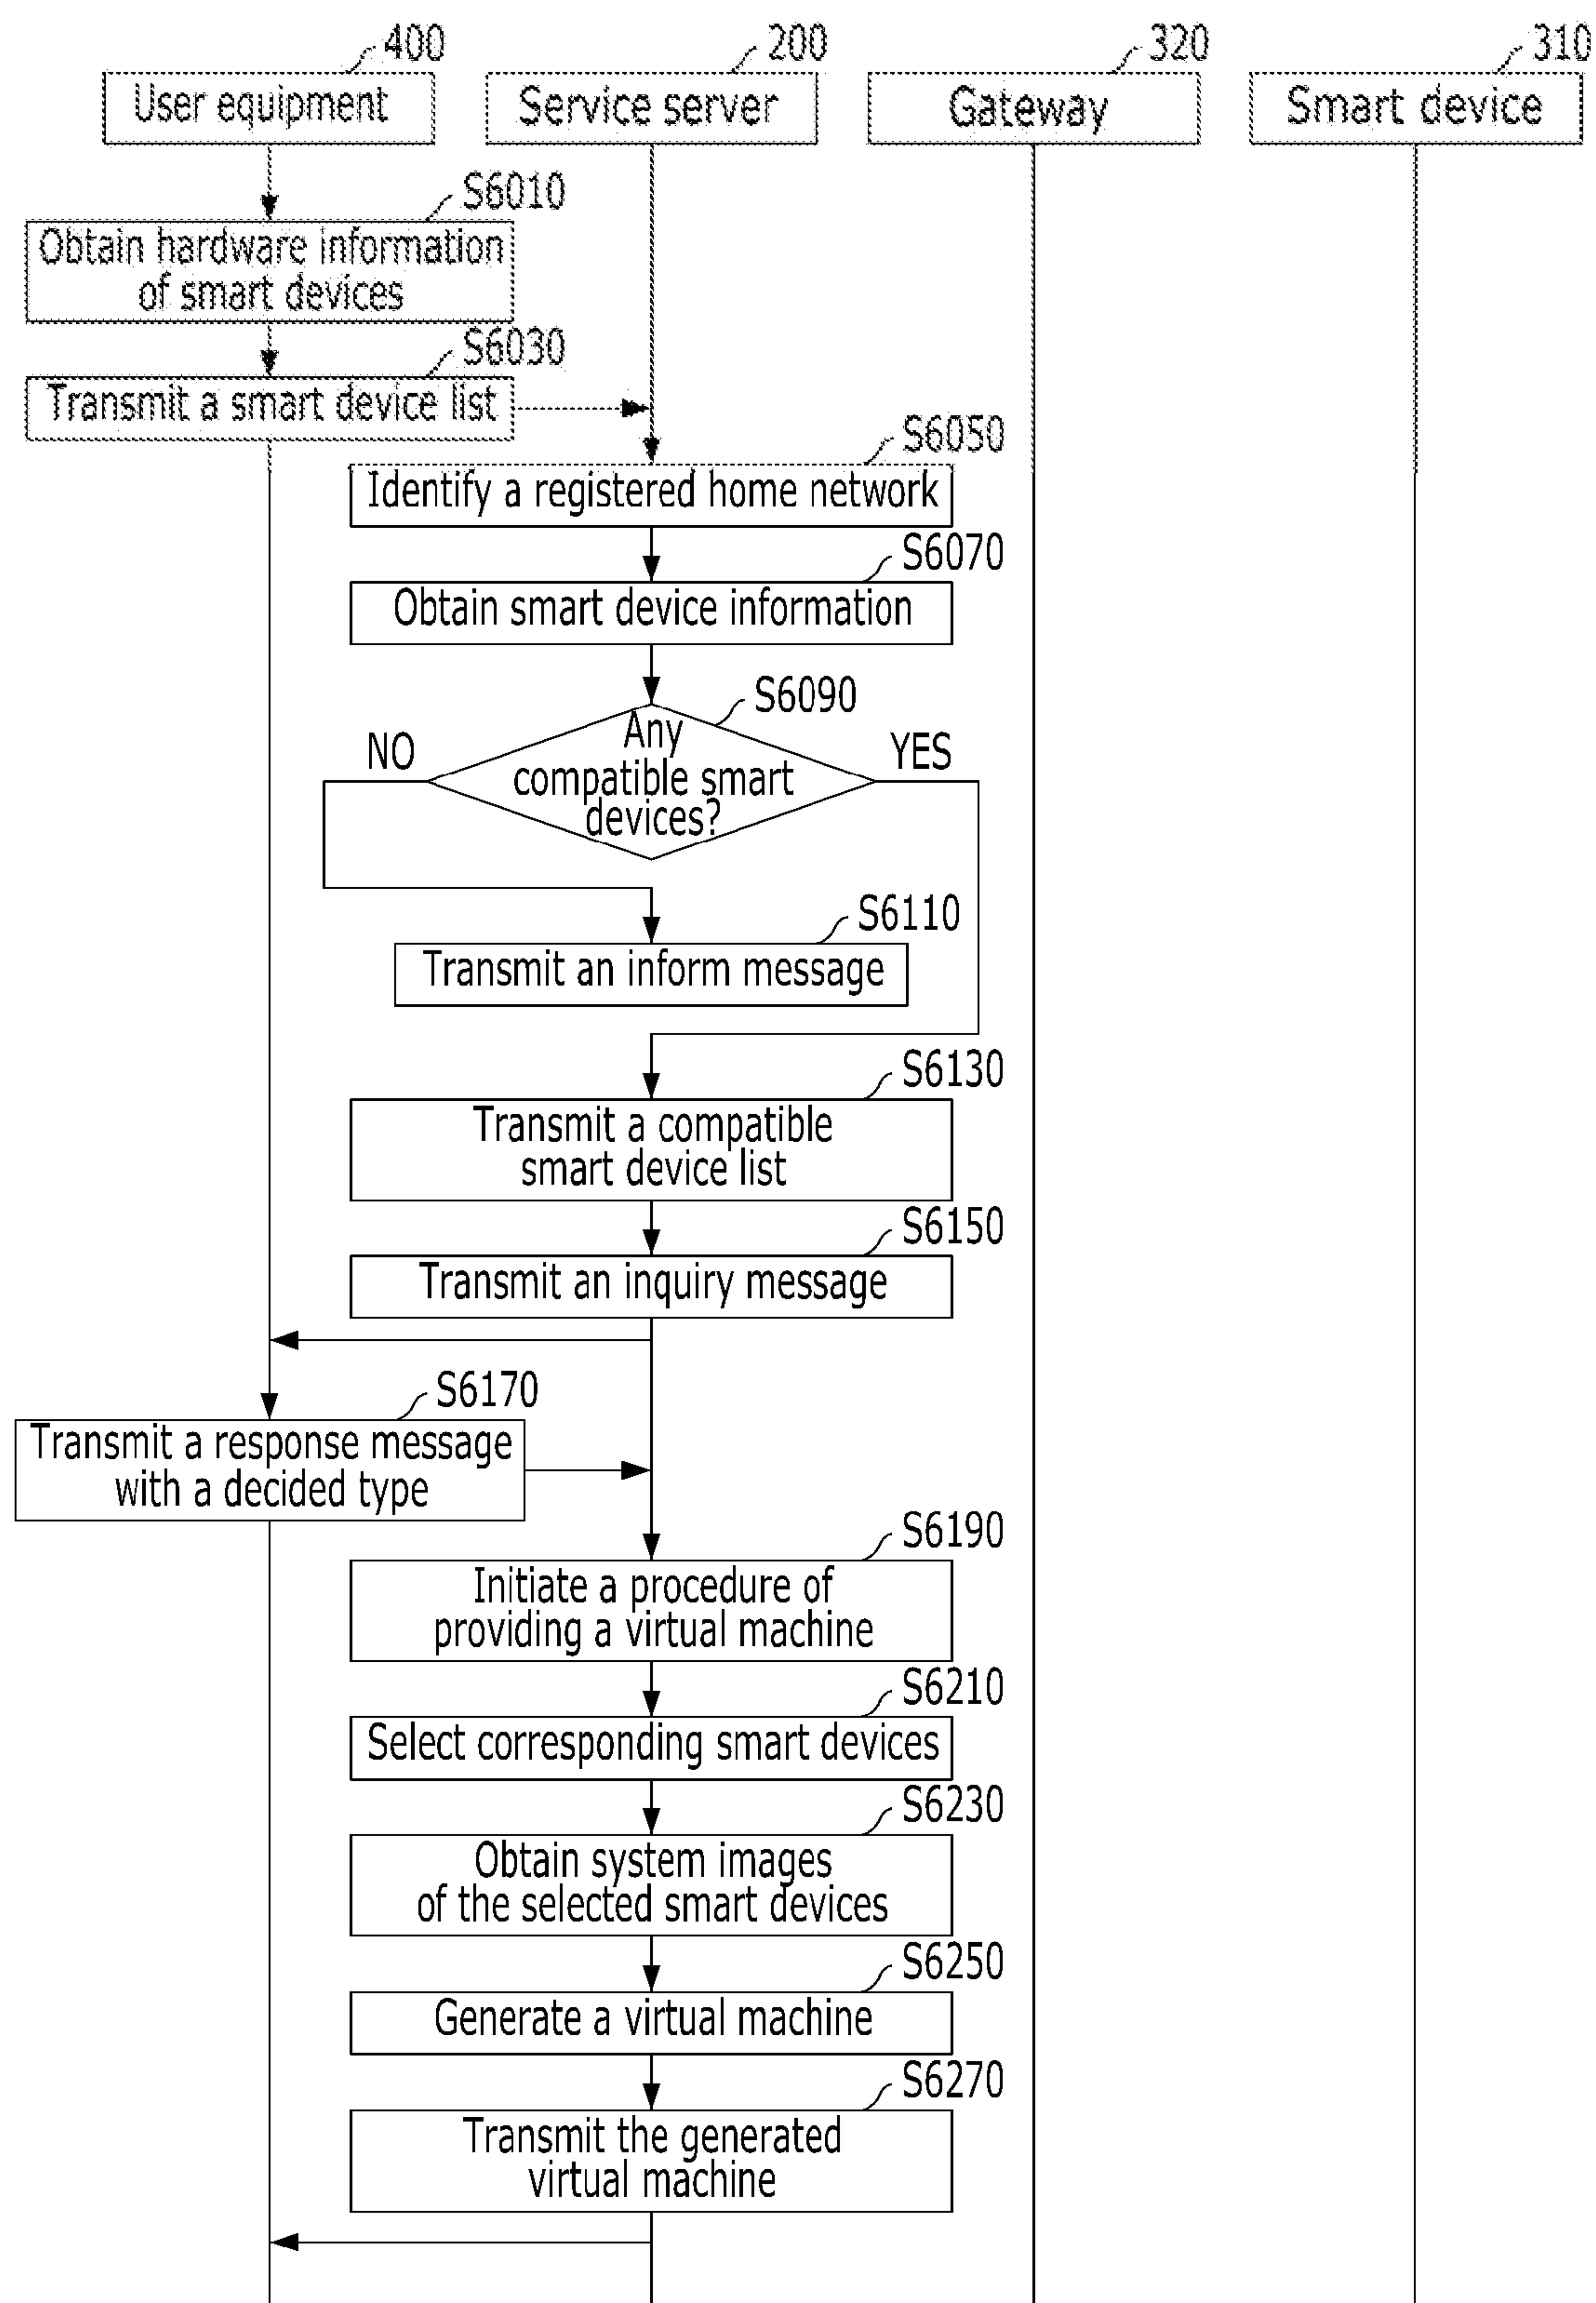 400
200
320
310
User equipment
Service server
Gateway
Smart device
S6010
Obtain hardware information
of smart devices
S6030
Transmit a smart device list
S6050
Identify a registered home network
S6070
Obtain smart device information
S6090
NO
Any
compatible smart
devices?
YES
S6110
Transmit an inform message
S6130
Transmit a compatible
smart device list
S6150
Transmit an inquiry message
S6170
Transmit a response message
with a decided type
S6190
Initiate a procedure of
providing a virtual machine
S6210
Select corresponding smart devices
S6230
Obtain system images
of the selected smart devices
S6250
Generate a virtual machine
S6270
Transmit the generated
virtual machine